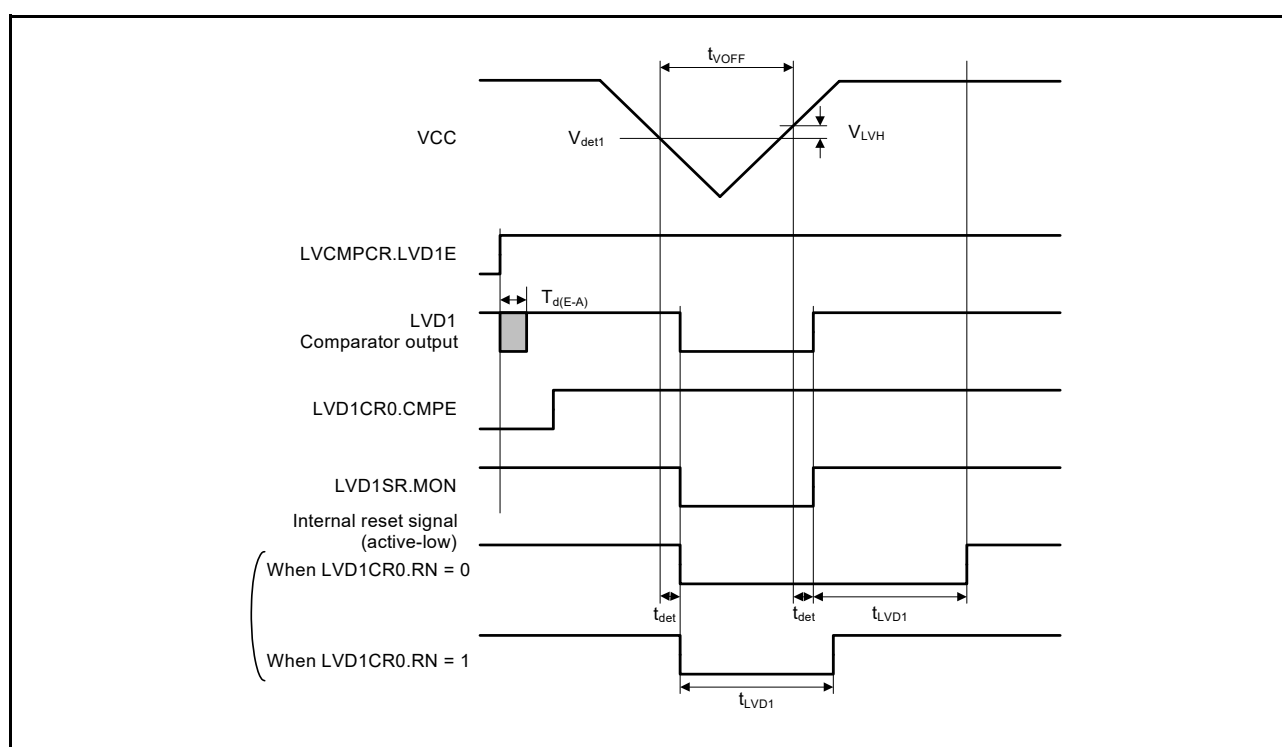 tVOFF
VCC
Vdet1
VLVH
LVCMPCR.LVD1E
Td(E-A)
LVD1
Comparator output
LVD1CR0.CMPE
LVD1SR.MON
Internal reset signal
(active-low)
When LVD1CR0.RN = 0
tdet
tdet
tLVD1
When LVD1CR0.RN = 1
tLVD1